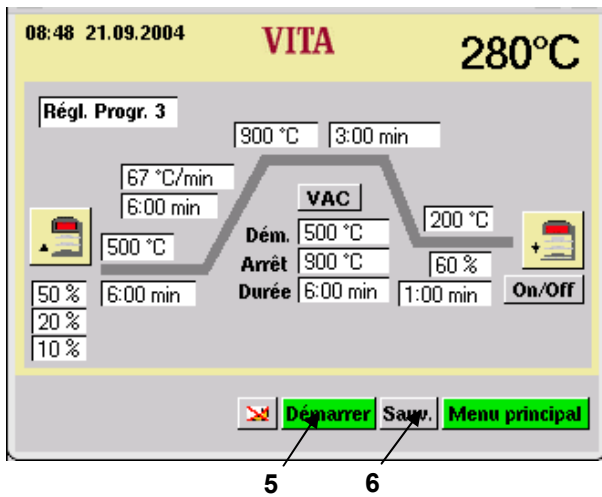 08:48 21.09.2004
VITA
280°C
Régl. Progr. 3
900 °C
3:00 min
67 °C/min
6:00 min
VAC
200 °C
500 °C
Dém. 500 °C
Arrêt 900 °C
60 %
50 %
6:00 min
Durée 6:00 min
1:00 min
On/Off
20 %
10 %
Démarrer
Sauv.
Menu principal
5
6